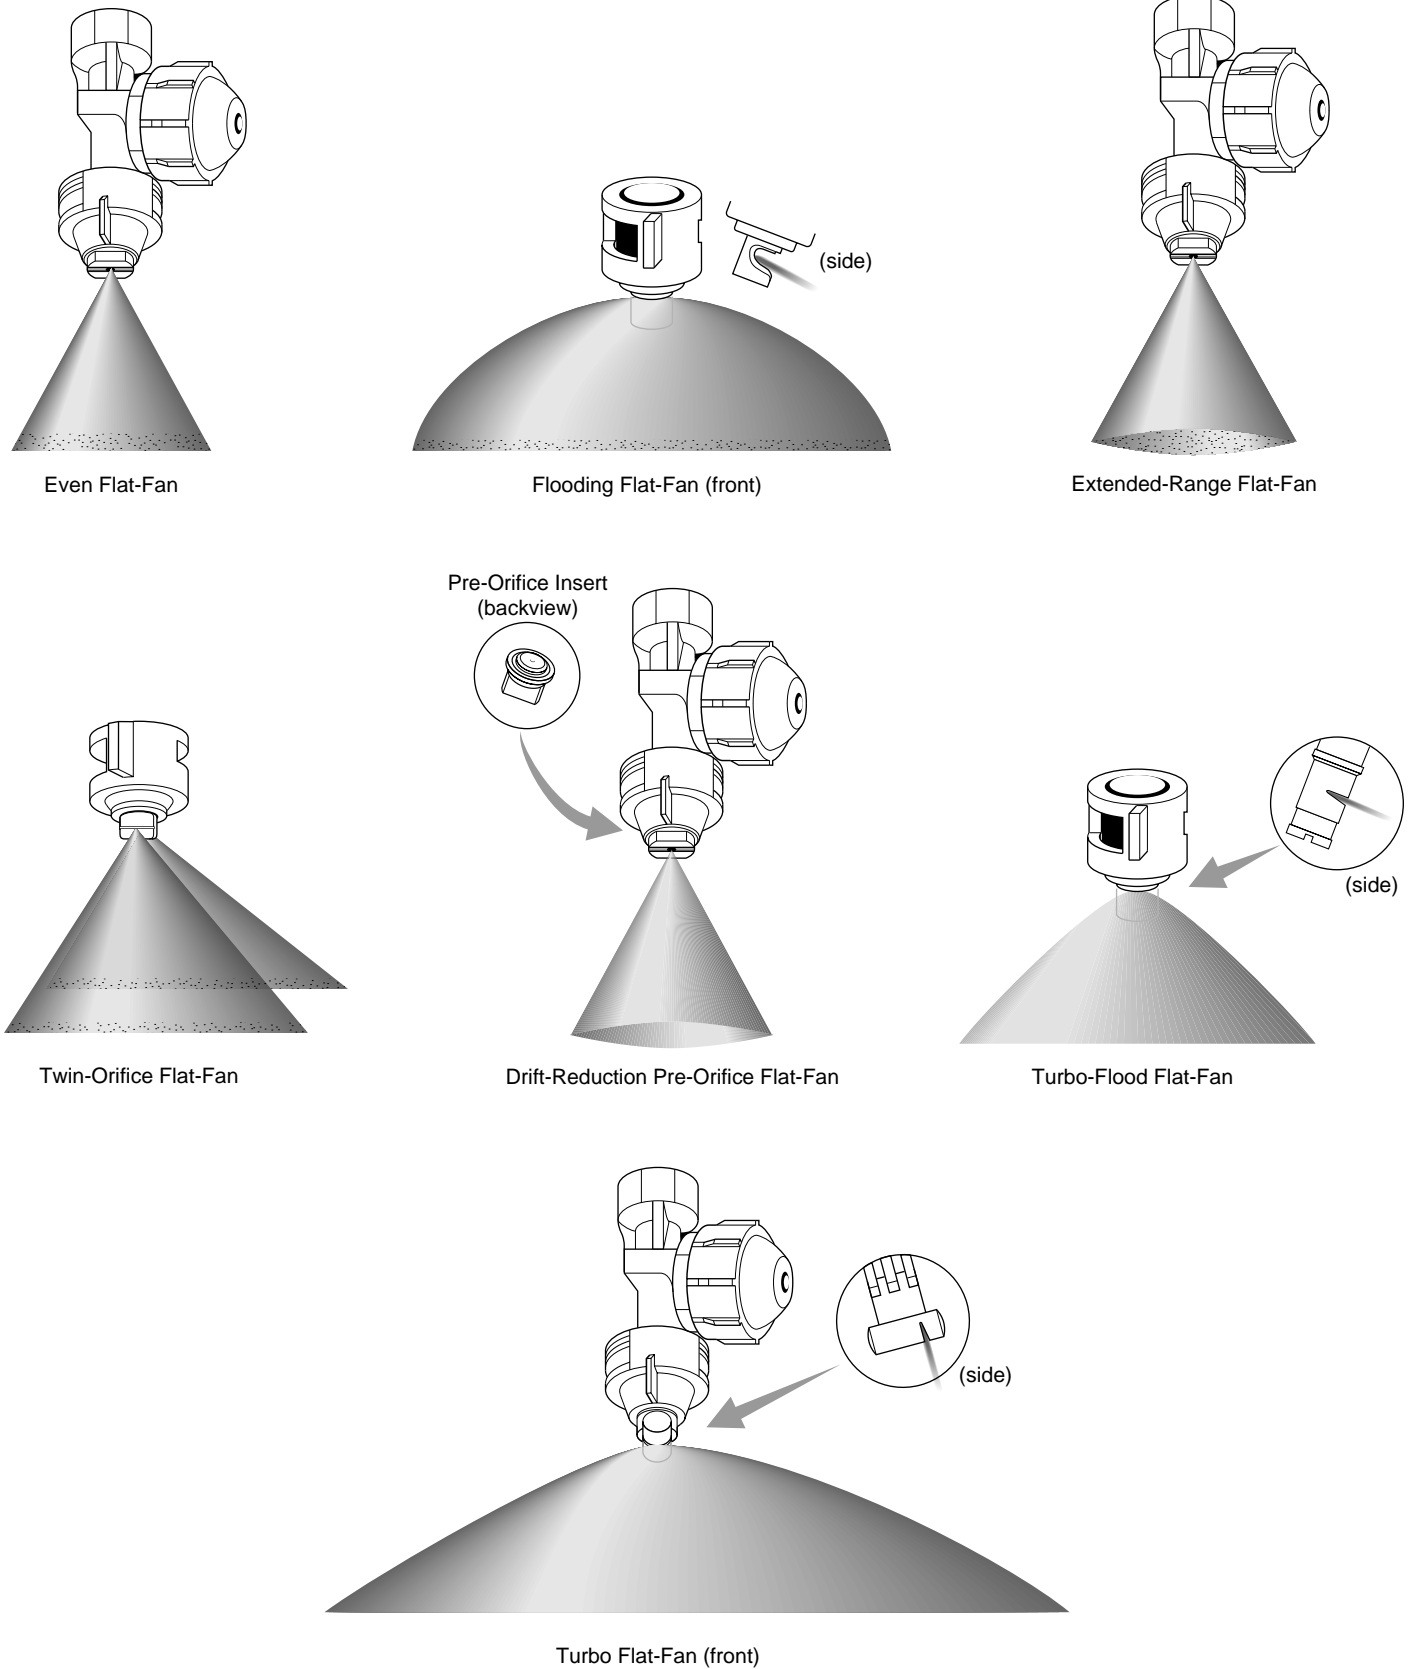 (side)
Even Flat-Fan
Flooding Flat-Fan (front)
Extended-Range Flat-Fan
Pre-Orifice Insert
(backview)
(side)
Twin-Orifice Flat-Fan
Drift-Reduction Pre-Orifice Flat-Fan
Turbo-Flood Flat-Fan
(side)
Turbo Flat-Fan (front)